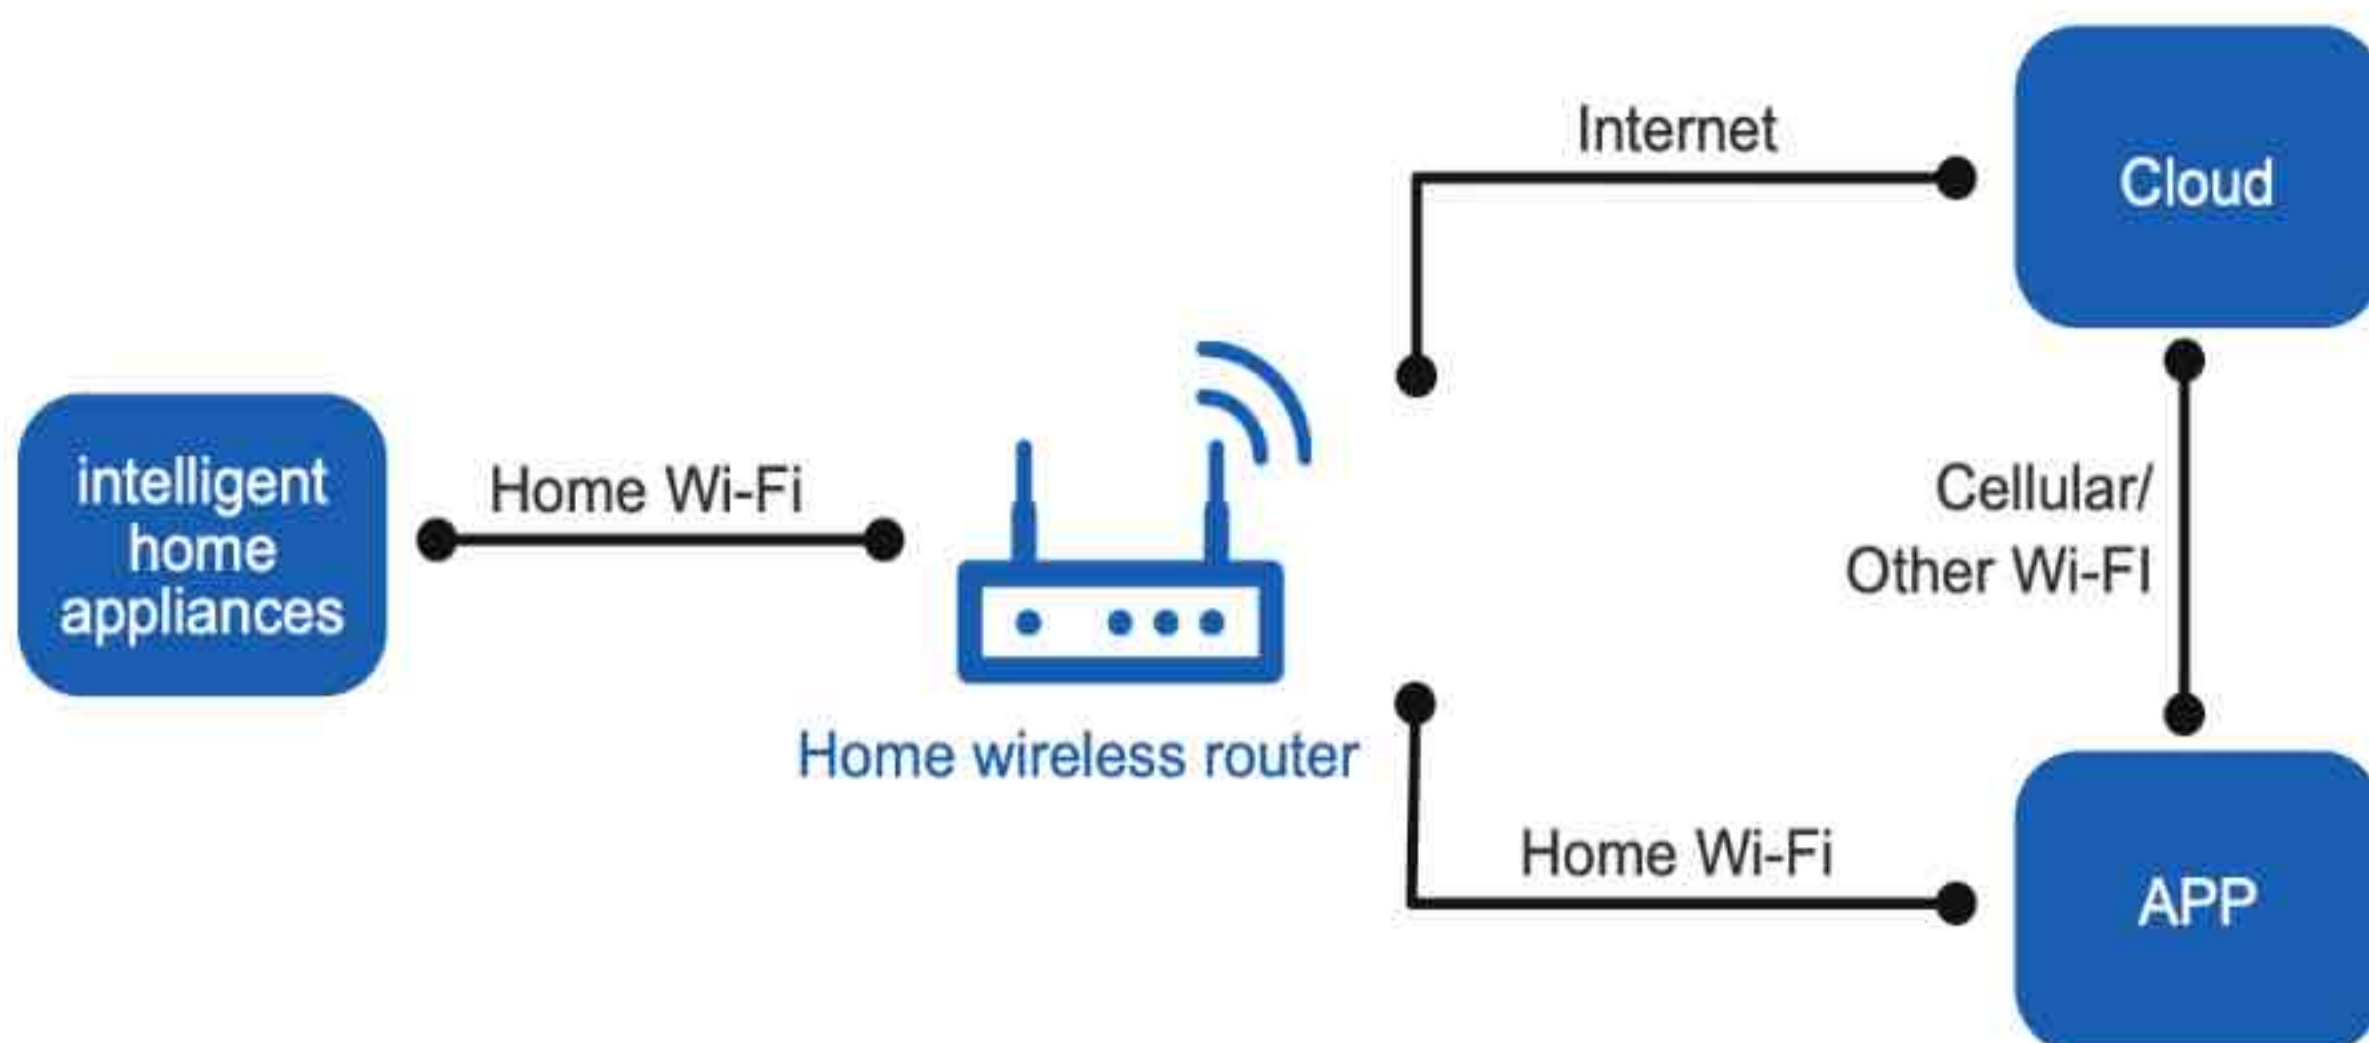 Internet
Cloud
intelligent
home
appliances
Home Wi-Fi
Cellular/
Other Wi-FI
Home wireless router
Home Wi-Fi
APP